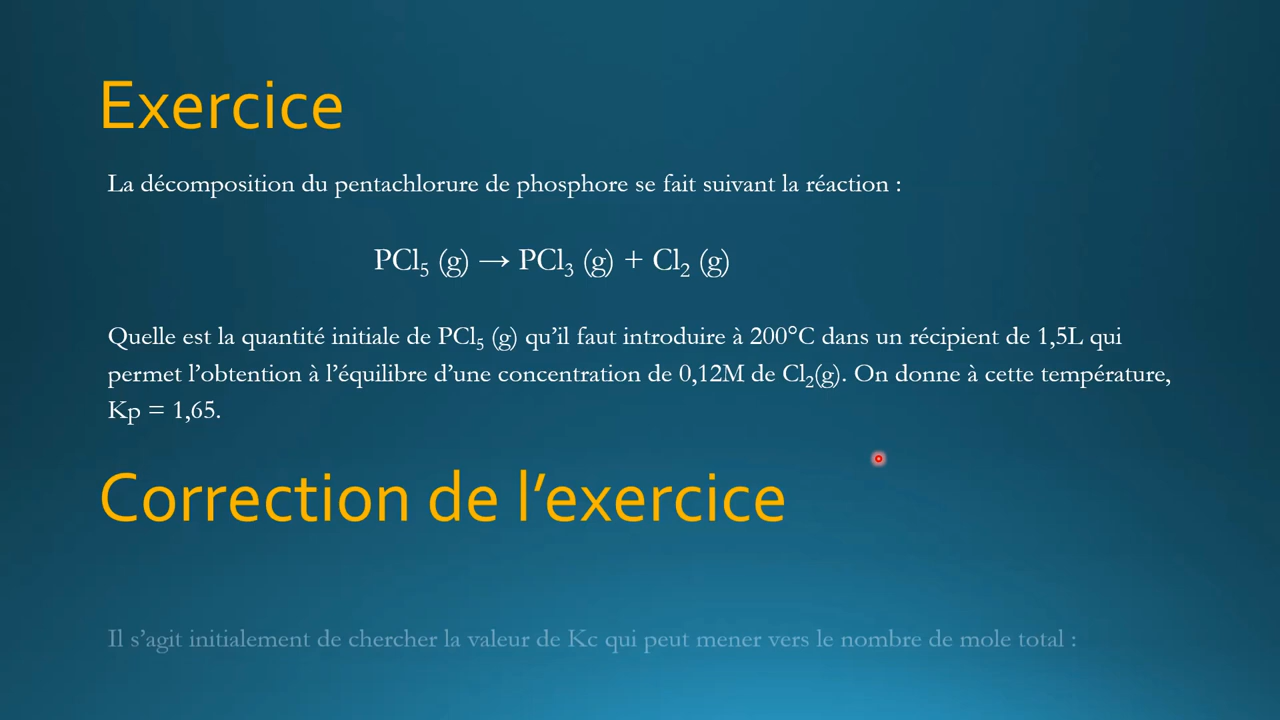 Exercice
La décomposition du pentachlorure de phosphore se fait suivant la réaction :
PCl₅ (g) → PCl₃ (g) + Cl₂ (g)
Quelle est la quantité initiale de PCl₅ (g) qu’il faut introduire à 200°C dans un récipient de 1,5L qui
permet l’obtention à l’équilibre d’une concentration de 0,12M de Cl₂(g). On donne à cette température,
Kp = 1,65.
Correction de l’exercice
Il s’agit initialement de chercher la valeur de Kc qui peut mener vers le nombre de mole total :